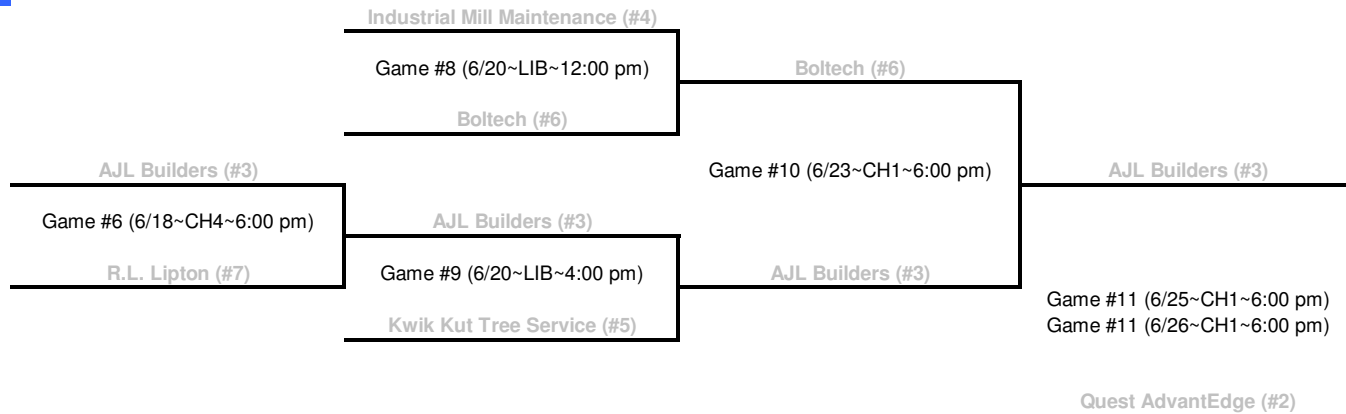 Industrial Mill Maintenance (#4)
Game #8 (6/20~LIB~12:00 pm)
Boltech (#6)
Boltech (#6)
AJL Builders (#3)
Game #10 (6/23~CH1~6:00 pm)
AJL Builders (#3)
Game #6 (6/18~CH4~6:00 pm)
AJL Builders (#3)
R.L. Lipton (#7)
Game #9 (6/20~LIB~4:00 pm)
AJL Builders (#3)
Game #11 (6/25~CH1~6:00 pm)
Game #11 (6/26~CH1~6:00 pm)
Kwik Kut Tree Service (#5)
Quest AdvantEdge (#2)